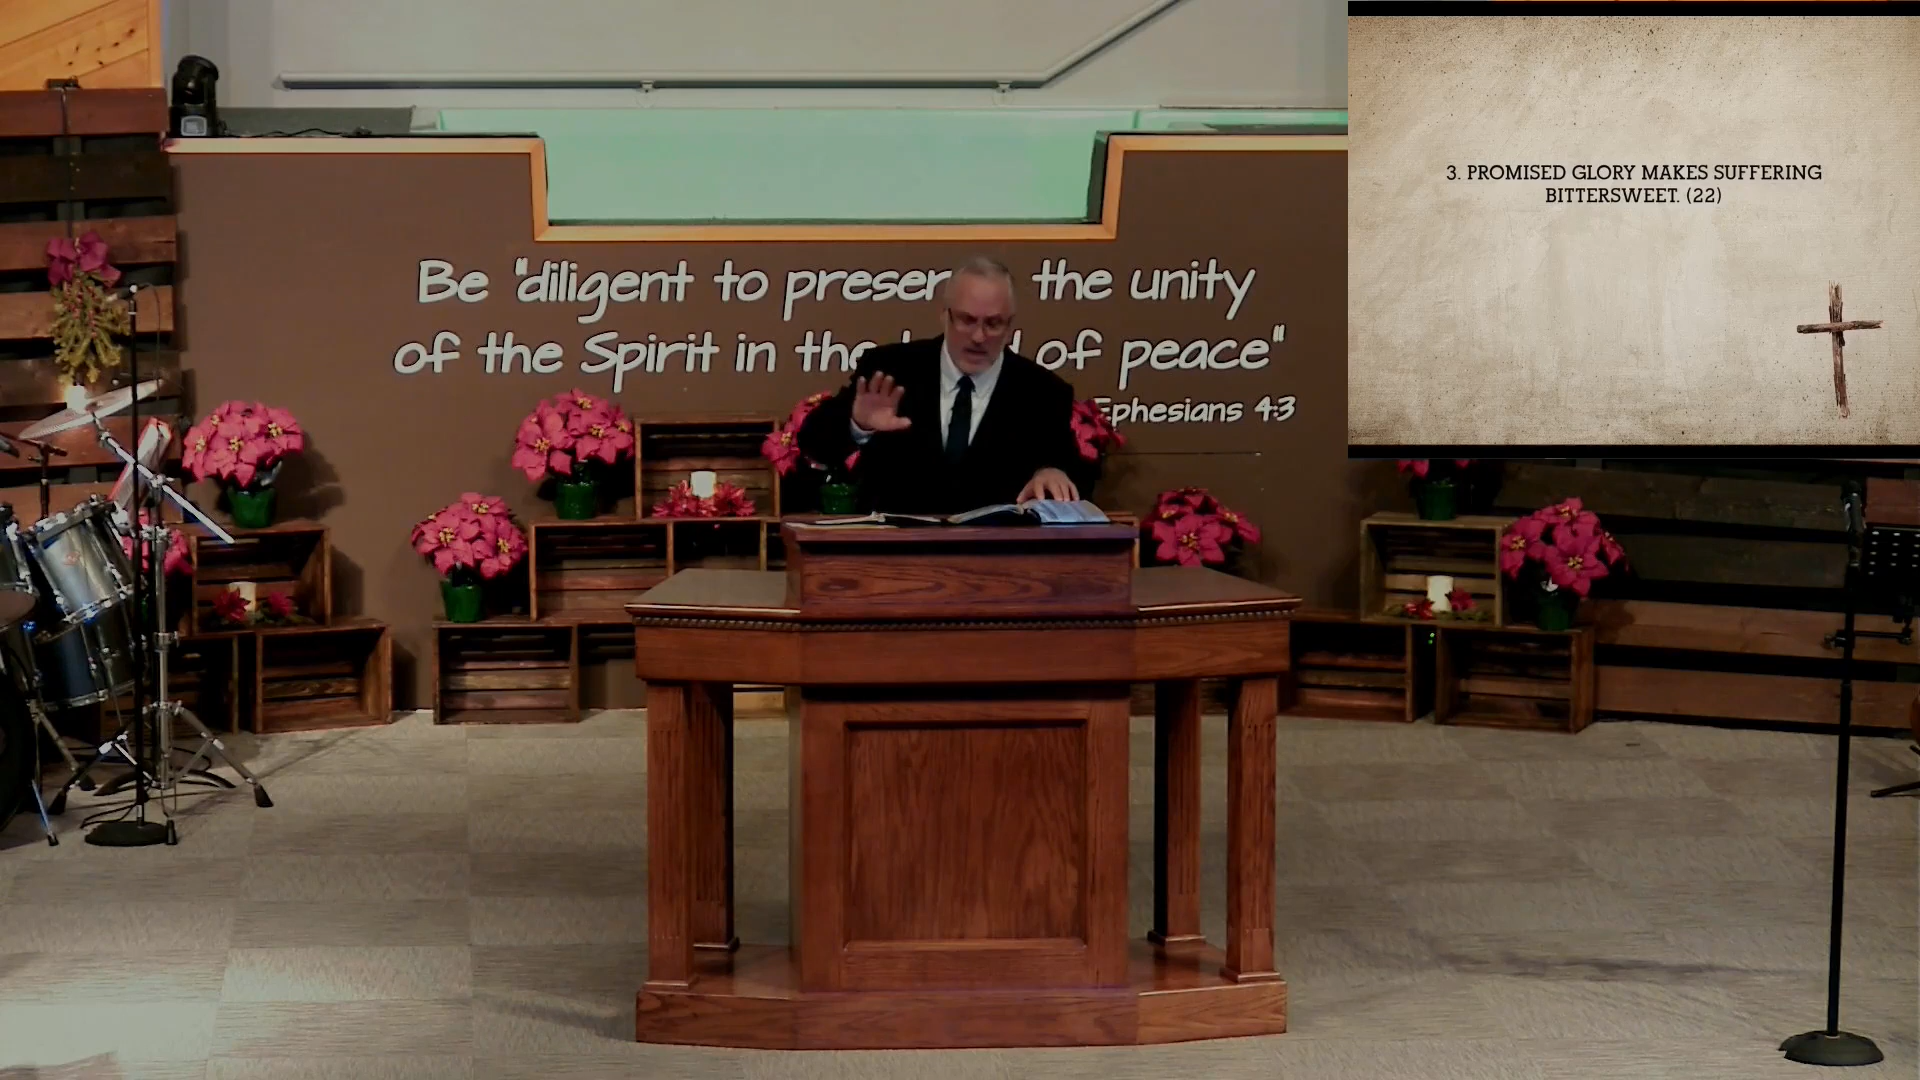 Be "diligent to preser the unity
of the Spirit in the of peace"
Ephesians 4:3
3. PROMISED GLORY MAKES SUFFERING
BITTERSWEET. (22)